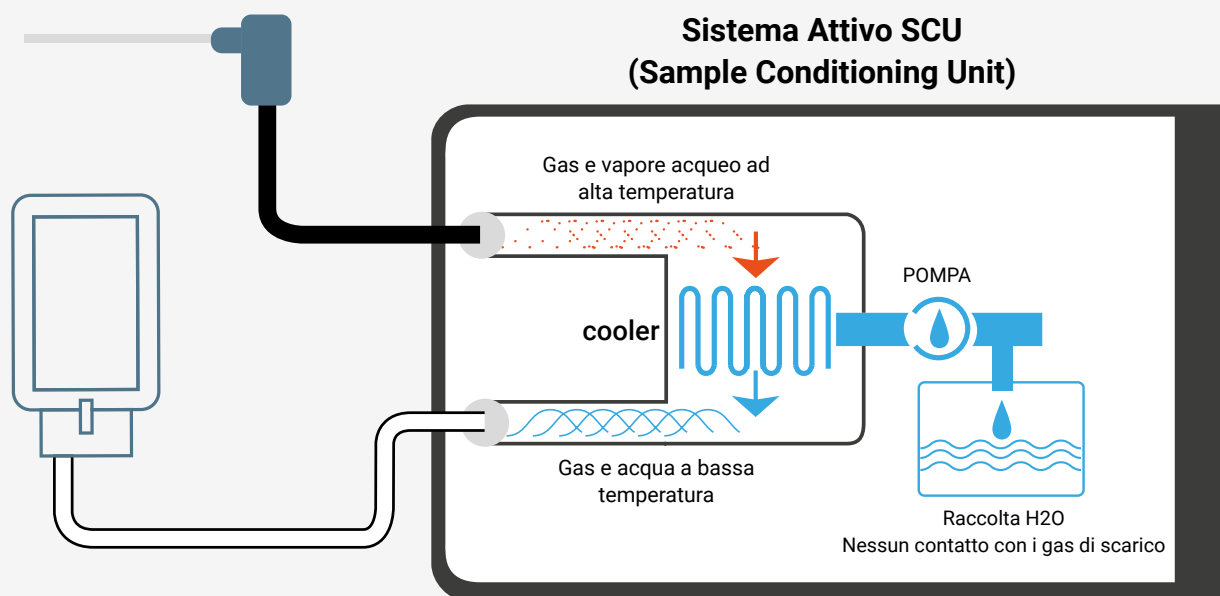 Sistema Attivo SCU
(Sample Conditioning Unit)
Gas e vapore acqueo ad
alta temperatura
POMPA
cooler
Gas e acqua a bassa
temperatura
Raccolta H2O
Nessun contatto con i gas di scarico